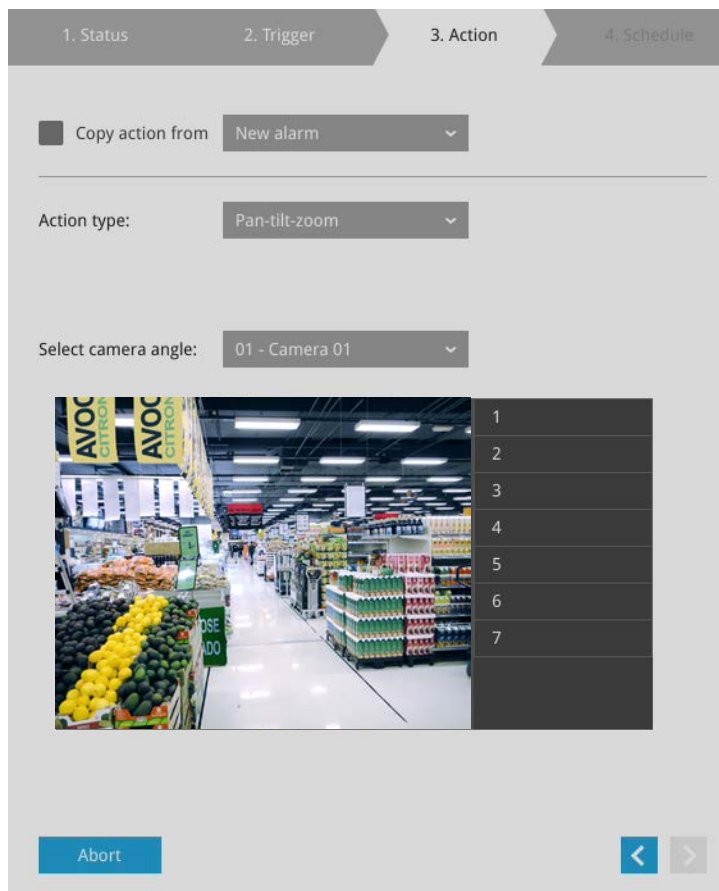 1. Status 2. Trigger 3. Action 4. Schedule
Copy action from New alarm
Action type: Pan-tilt-zoom
Select camera angle: 01 - Camera 01
AVOC
CITRON
AVOC
CITRON
1
2
3
4
5
6
7
OSE
ADO
Abort